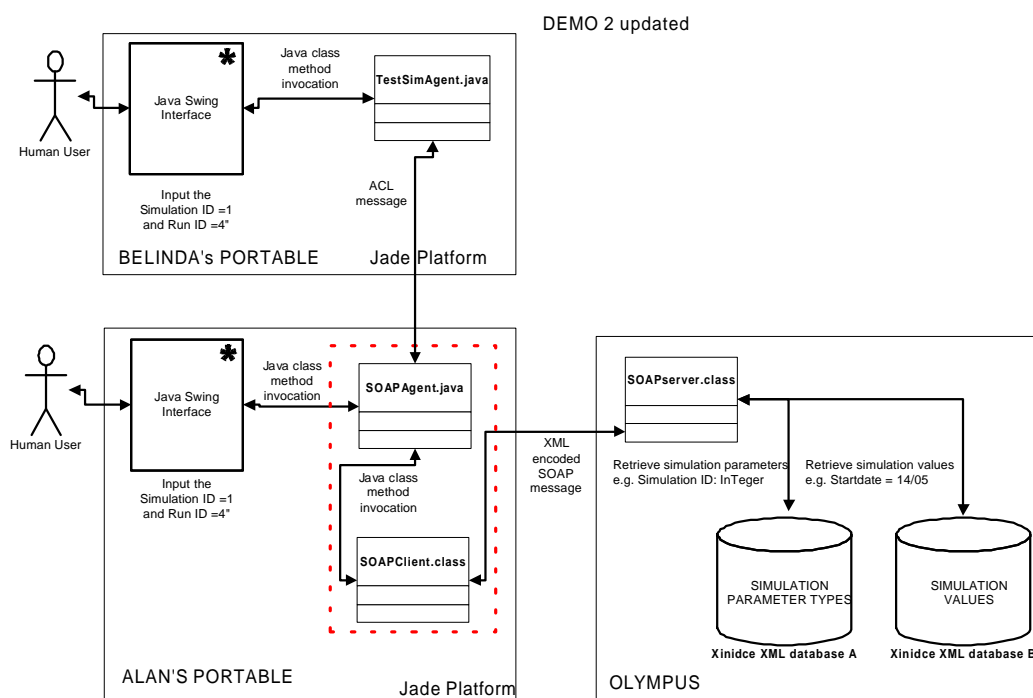 DEMO 2 updated
*
Java class
method
invocation
TestSimAgent.java
Java Swing
Interface
Human User
Input the
Simulation ID =1
and Run ID =4"
ACL
message
BELINDA's PORTABLE
Jade Platform
*
Java class
method
invocation
SOAPAgent.java
Java Swing
Interface
Human User
Input the
Simulation ID =1
and Run ID =4"
Java class
method
invocation
SOAPClient.class
XML
encoded
SOAP
message
ALAN'S PORTABLE
Jade Platform
SOAPserver.class
Retrieve simulation parameters
e.g. Simulation ID: InTeger
Retrieve simulation values
e.g. Startdate = 14/05
SIMULATION
PARAMETER TYPES
SIMULATION
VALUES
Xinidce XML database A
Xinidce XML database B
OLYMPUS